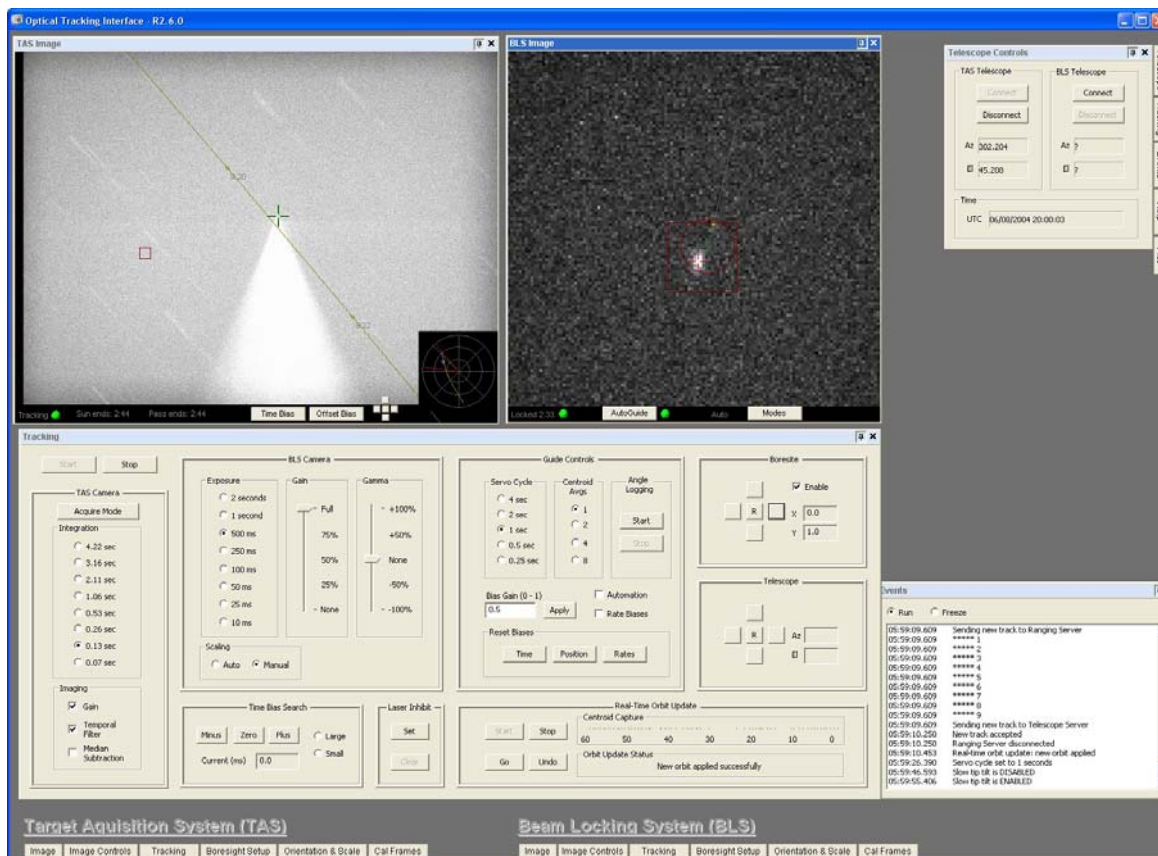 Optical Tracking Interface - R2.6.0
TAS Image
BLS Image
9:20
9:22
Tracking
Sun ends: 2:44
Pass ends: 2:44
Time Bias
Offset Bias
Locked 2:33
AutoGuide
Auto
Modes
Telescope Controls
TAS Telescope
BLS Telescope
Connect
Connect
Disconnect
Disconnect
Az 302.204
Az ?
El 45.208
El ?
Time
UTC 06/08/2004 20:00:03
Tracking
Start
Stop
TAS Camera
Acquire Mode
Integration
4.22 sec
3.16 sec
2.11 sec
1.06 sec
0.53 sec
0.26 sec
0.13 sec
0.07 sec
Imaging
Gain
Temporal
Filter
Median
Subtraction
BLS Camera
Exposure
2 seconds
1 second
500 ms
250 ms
100 ms
50 ms
25 ms
10 ms
Gain
Full
75%
50%
25%
None
Gamma
+100%
+50%
None
-50%
-100%
Scaling
Auto
Manual
Time Bias Search
Minus
Zero
Plus
Large
Small
Current (ms) 0.0
Laser Inhibit
Set
Clear
Guide Controls
Servo Cycle
4 sec
2 sec
1 sec
0.5 sec
0.25 sec
Centroid
Avgs
1
2
4
8
Angle
Logging
Start
Stop
Bias Gain (0 - 1)
0.5
Apply
Automation
Rate Biases
Reset Biases
Time
Position
Rates
Real-Time Orbit Update
Start
Stop
Go
Undo
Centroid Capture
60 50 40 30 20 10 0
Orbit Update Status
New orbit applied successfully
Boresite
Enable
R
X 0.0
Y 1.0
Telescope
R
Az
El
Events
Run
Freeze
05:59:09.609 Sending new track to Ranging Server
05:59:09.609 ***** 1
05:59:09.609 ***** 2
05:59:09.609 ***** 3
05:59:09.609 ***** 4
05:59:09.609 ***** 5
05:59:09.609 ***** 6
05:59:09.609 ***** 7
05:59:09.609 ***** 8
05:59:09.609 ***** 9
05:59:09.609 Sending new track to Telescope Server
05:59:10.250 New track accepted
05:59:10.250 Ranging Server disconnected
05:59:10.453 Real-time orbit update: new orbit applied
05:59:26.390 Servo cycle set to 1 seconds
05:59:46.593 Slow tip tilt is DISABLED
05:59:55.406 Slow tip tilt is ENABLED
Target Aquisition System (TAS)
Image
Image Controls
Tracking
Boresight Setup
Orientation & Scale
Cal Frames
Beam Locking System (BLS)
Image
Image Controls
Tracking
Boresight Setup
Orientation & Scale
Cal Frames